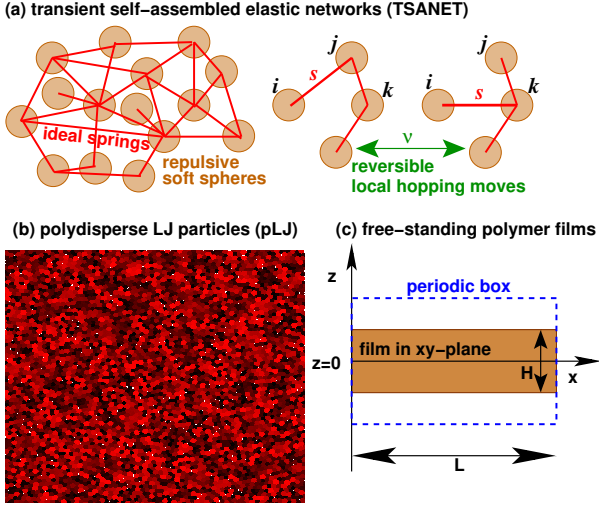 (a) transient self−assembled elastic networks (TSANET)
ideal springs
repulsive
soft spheres
i
j
s
k
i
j
s
k
ν
reversible
local hopping moves
(b) polydisperse LJ particles (pLJ)
(c) free−standing polymer films
z
periodic box
film in xy−plane
z=0
H
x
L